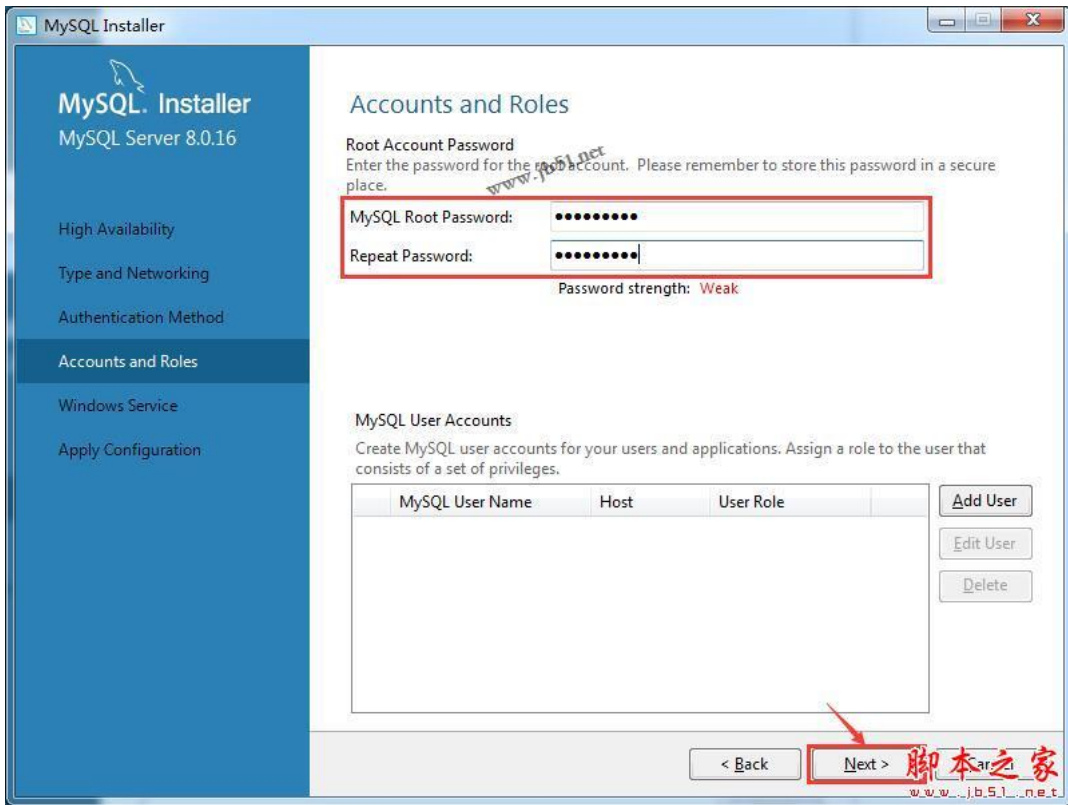 MySQL Installer
MySQL. Installer
MySQL Server 8.0.16
High Availability
Type and Networking
Authentication Method
Accounts and Roles
Windows Service
Apply Configuration
Accounts and Roles
Root Account Password
Enter the password for the root account. Please remember to store this password in a secure
place.
www.jb51.net
MySQL Root Password:
Repeat Password:
Password strength: Weak
MySQL User Accounts
Create MySQL user accounts for your users and applications. Assign a role to the user that
consists of a set of privileges.
MySQL User Name Host User Role
Add User
Edit User
Delete
< Back
Next >
脚本之家
www.jb51.net